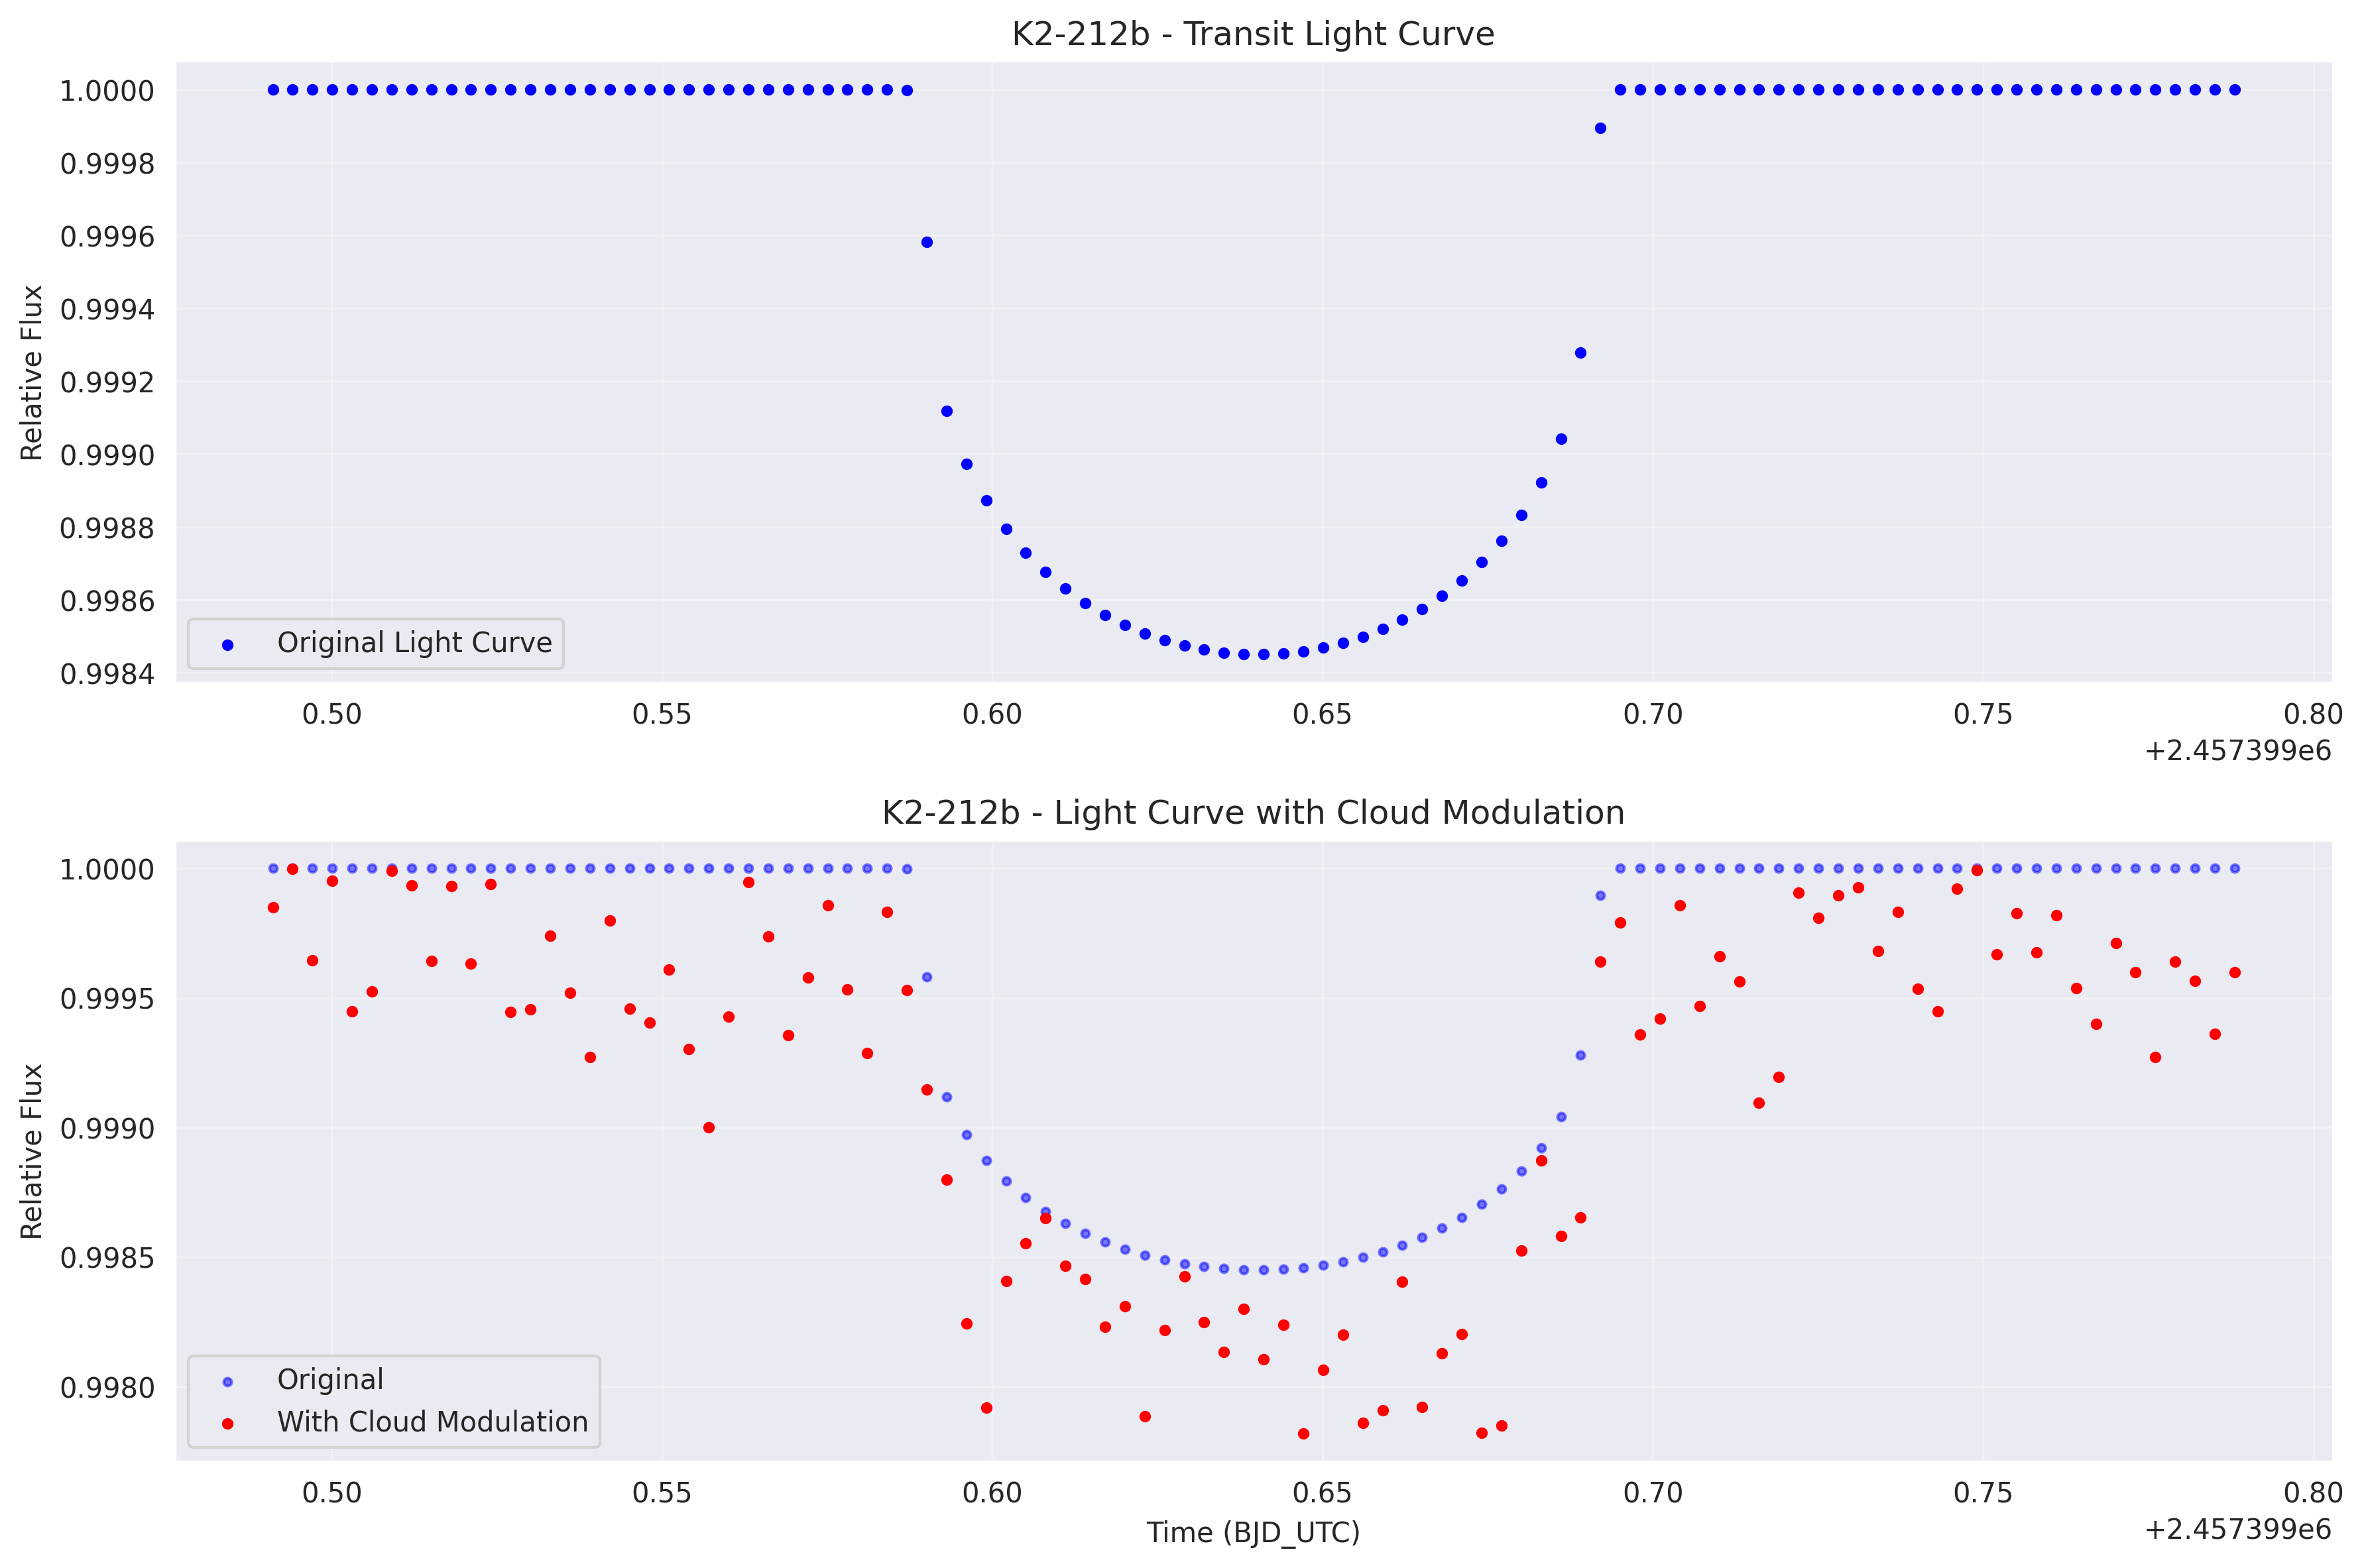 K2-212b - Transit Light Curve
Relative Flux
1.0000
0.9998
0.9996
0.9994
0.9992
0.9990
0.9988
0.9986
0.9984
Original Light Curve
0.50 0.55 0.60 0.65 0.70 0.75 0.80
+2.457399e6
K2-212b - Light Curve with Cloud Modulation
Relative Flux
1.0000
0.9995
0.9990
0.9985
0.9980
Original
With Cloud Modulation
0.50 0.55 0.60 0.65 0.70 0.75 0.80
Time (BJD_UTC)
+2.457399e6